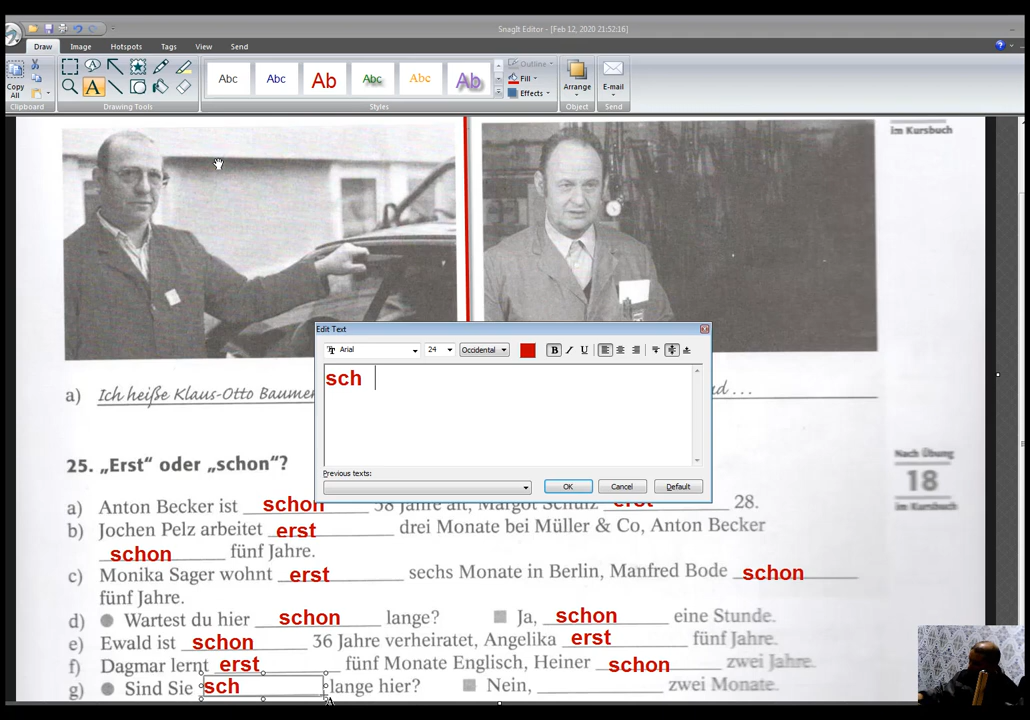 SnagIt Editor - [Feb 12, 2020 21:52:16]
Draw Image Hotspots Tags View Send
Copy All
Abc Abc Ab Abc Abc Ab
Outline
Fill
Effects
Arrange
E-mail
Clipboard Drawing Tools Styles Object Send
im Kursbuch
Edit Text
Arial 24 Occidental B I U
sch
Previous texts:
OK Cancel Default
a) Ich heiße Klaus-Otto Baumer
nd ...
25. „Erst“ oder „schon“?
Nach Übung
18
im Kursbuch
a) Anton Becker ist schon 58 Jahre alt, Margot Schulz erst 28.
b) Jochen Pelz arbeitet erst drei Monate bei Müller & Co, Anton Becker
schon fünf Jahre.
c) Monika Sager wohnt erst sechs Monate in Berlin, Manfred Bode schon
fünf Jahre.
d) Wartest du hier schon lange? Ja, schon eine Stunde.
e) Ewald ist schon 36 Jahre verheiratet, Angelika erst fünf Jahre.
f) Dagmar lernt erst fünf Monate Englisch, Heiner schon zwei Jahre.
g) Sind Sie sch lange hier? Nein, zwei Monate.